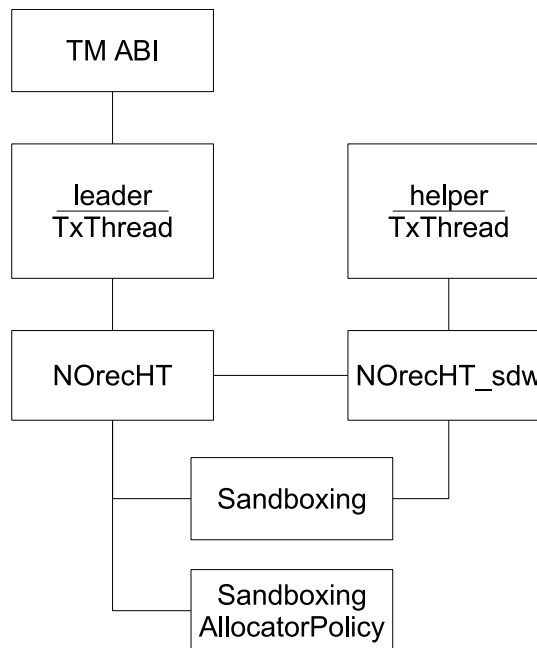 TM ABI
leader
TxThread
helper
TxThread
NOrecHT
NOrecHT_sdw
Sandboxing
Sandboxing
AllocatorPolicy